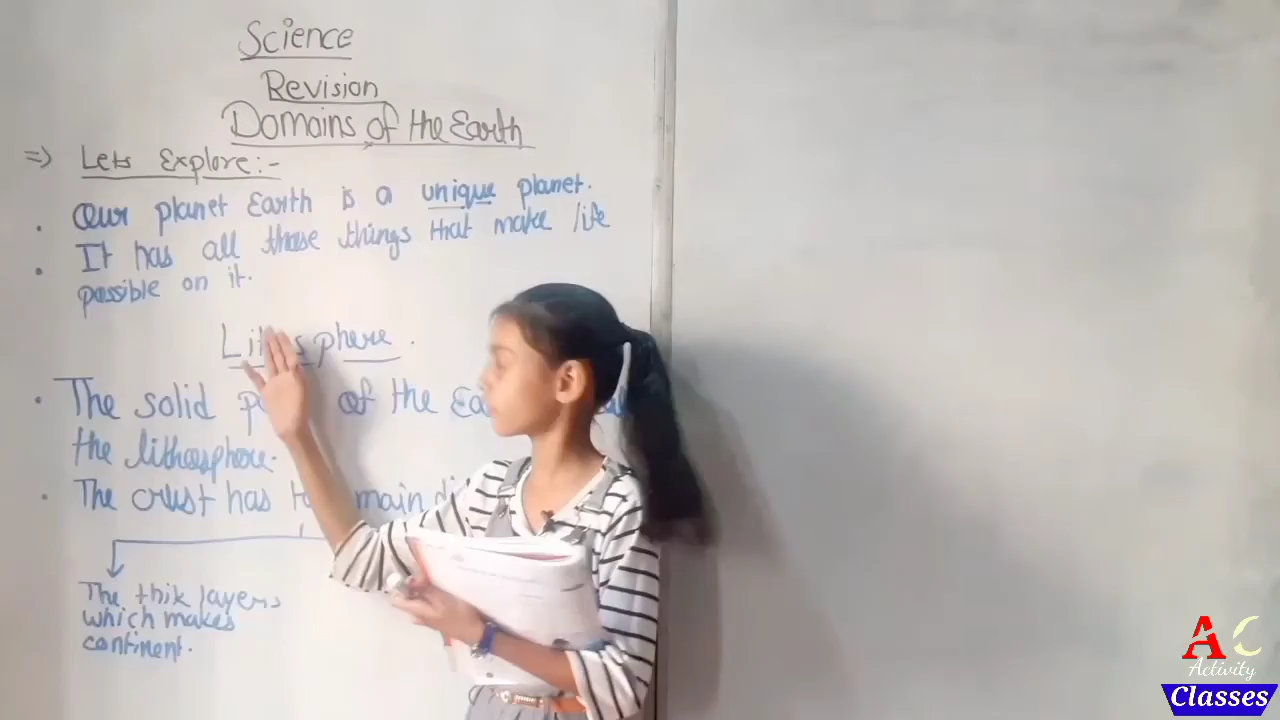 Science
Revision
Domains of the Earth
=> Lets Explore:-
• Our planet Earth is a unique planet.
• It has all those things that make life
possible on it.
• The solid of the
the lithosphere.
• The crust has main
The thik layers
which makes
continent.
AC
Activity
Classes